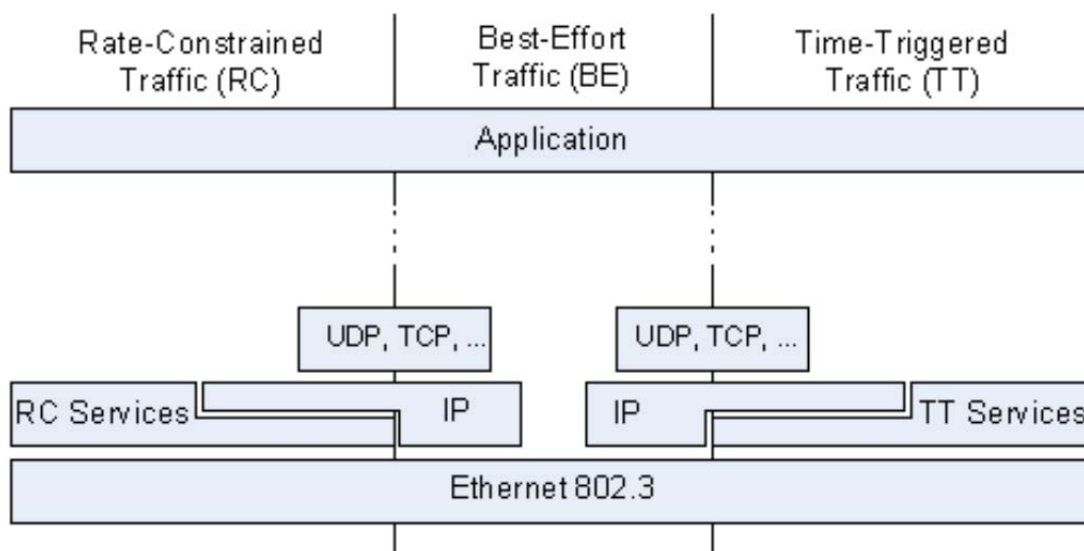 Rate-Constrained
Traffic (RC)
Best-Effort
Traffic (BE)
Time-Triggered
Traffic (TT)
Application
UDP, TCP, ...
UDP, TCP, ...
RC Services
IP
IP
TT Services
Ethernet 802.3